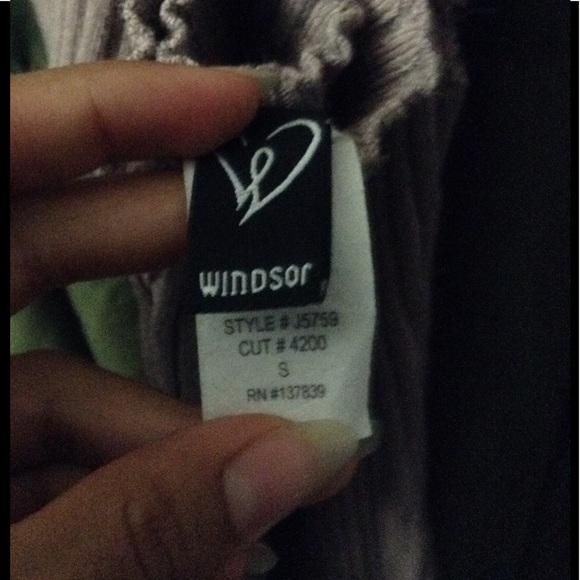 WINDSOR
STYLE # J5759
CUT # 4200
S
RN #137839